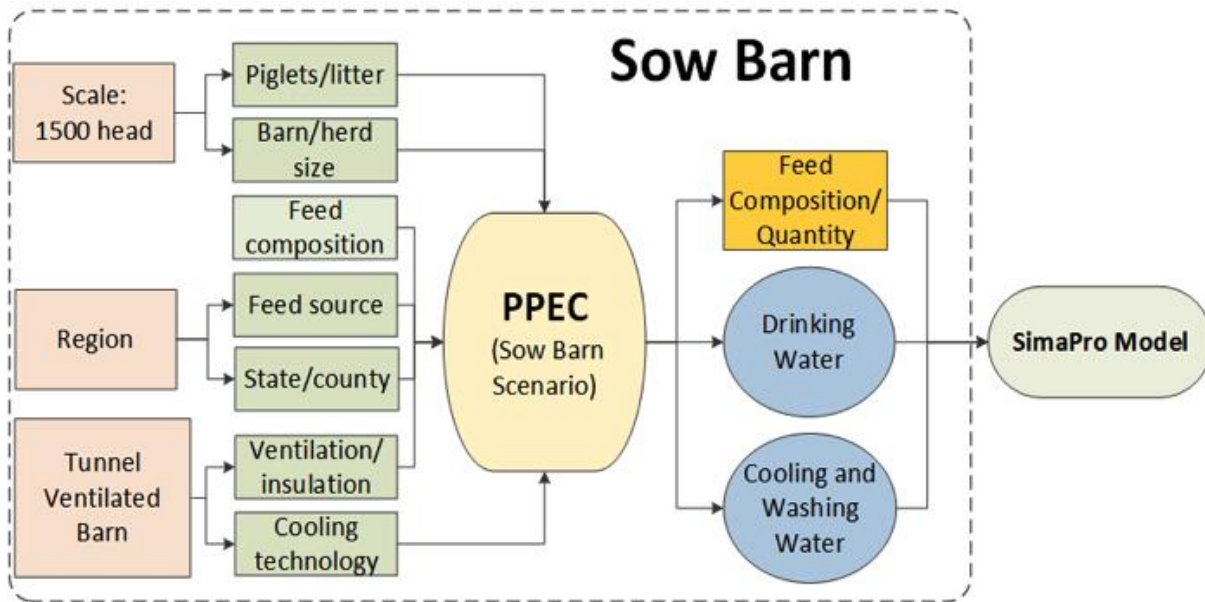 Sow Barn
Scale:
1500 head
Piglets/litter
Barn/herd
size
Feed
composition
Region
Feed source
State/county
Tunnel
Ventilated
Barn
Ventilation/
insulation
Cooling
technology
PPEC
(Sow Barn
Scenario)
Feed
Composition/
Quantity
Drinking
Water
Cooling and
Washing
Water
SimaPro Model